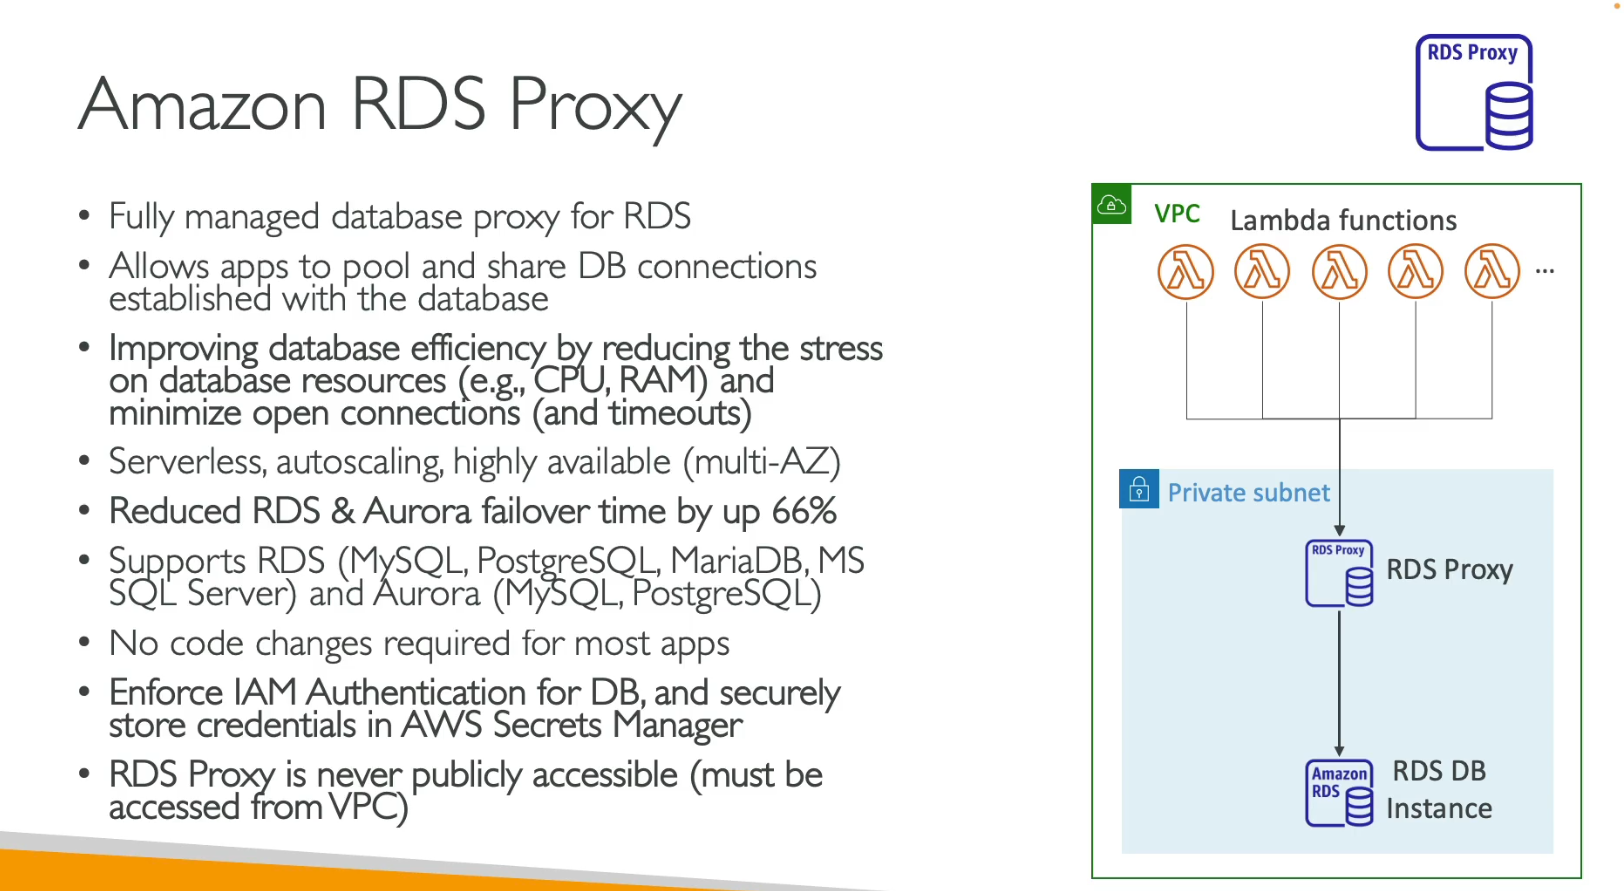 Amazon RDS Proxy
• Fully managed database proxy for RDS
• Allows apps to pool and share DB connections
established with the database
• Improving database efficiency by reducing the stress
on database resources (e.g., CPU, RAM) and
minimize open connections (and timeouts)
• Serverless, autoscaling, highly available (multi-AZ)
• Reduced RDS & Aurora failover time by up 66%
• Supports RDS (MySQL, PostgreSQL, MariaDB, MS
SQL Server) and Aurora (MySQL, PostgreSQL)
• No code changes required for most apps
• Enforce IAM Authentication for DB, and securely
store credentials in AWS Secrets Manager
• RDS Proxy is never publicly accessible (must be
accessed from VPC)
RDS Proxy
VPC
Lambda functions
...
Private subnet
RDS Proxy
RDS Proxy
Amazon
RDS
RDS DB
Instance